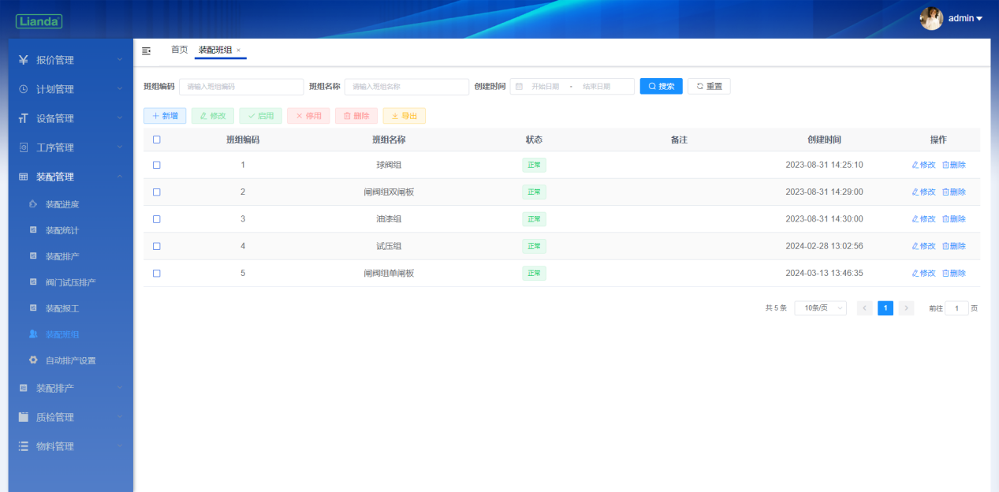 Lianda
admin
报价管理
计划管理
设备管理
工序管理
装配管理
装配进度
装配统计
装配排产
阀门试压排产
装配报工
装配班组
自动排产设置
装配排产
质检管理
物料管理
首页 装配班组 ×
班组编码 请输入班组编码 班组名称 请输入班组名称 创建时间 开始日期 - 结束日期 搜索 重置
新增 修改 启用 停用 删除 导出
班组编码 班组名称 状态 备注 创建时间 操作
1 球阀组 正常 2023-08-31 14:25:10 修改 删除
2 闸阀组双闸板 正常 2023-08-31 14:29:00 修改 删除
3 油漆组 正常 2023-08-31 14:30:00 修改 删除
4 试压组 正常 2024-02-28 13:02:56 修改 删除
5 闸阀组单闸板 正常 2024-03-13 13:46:35 修改 删除
共 5 条 10条/页 1 前往 1 页